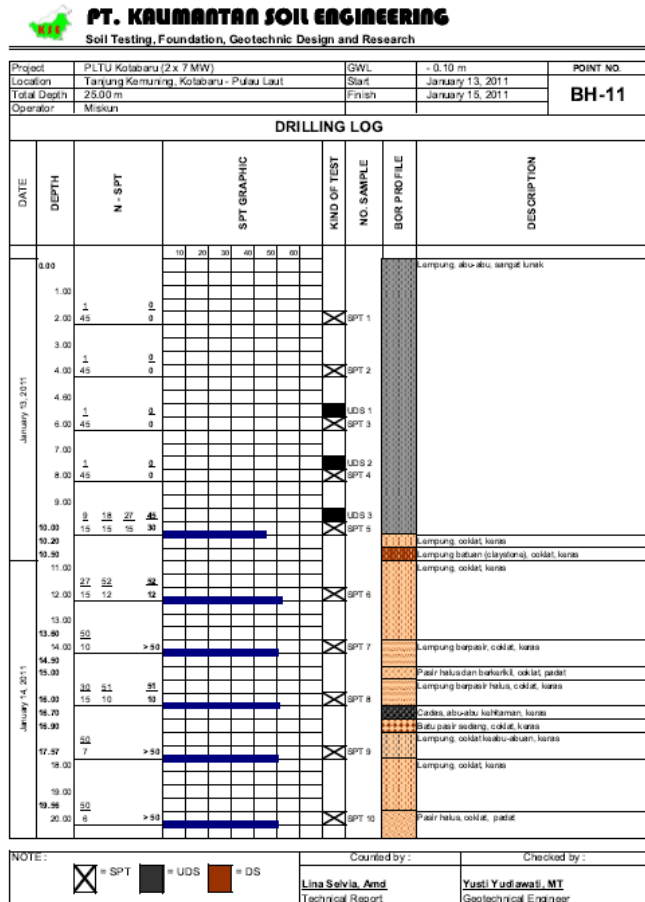 KSE
PT. KALIMANTAN SOIL ENGINEERING
Soil Testing, Foundation, Geotechnic Design and Research
Project PLTU Kotabaru (2 x 7 MW) GWL - 0.10 m POINT NO.
Location Tanjung Kemuning, Kotabaru - Pulau Laut Start January 13, 2011
Total Depth 25.00 m Finish January 15, 2011 BH-11
Operator Miskun
DRILLING LOG
DATE DEPTH N - SPT SPT GRAPHIC KIND OF TEST NO. SAMPLE BOR PROFILE DESCRIPTION
10 20 30 40 50 60
January 13, 2011
0.00 Lempung, abu-abu, sangat lunak
1.00
1 0
2.00 45 0 SPT 1
3.00
1 0
4.00 45 0 SPT 2
4.60
1 0 UDS 1
6.00 45 0 SPT 3
7.00
1 0 UDS 2
8.00 45 0 SPT 4
9.00
9 18 27 45 UDS 3
10.00 15 15 15 30 SPT 5
10.20 Lempung, coklat, keras
10.50 Lempung batuan (claystone), coklat, keras
January 14, 2011
11.00 Lempung, coklat, keras
27 52 52
12.00 15 12 12 SPT 6
13.00
13.60 50
14.00 10 >50 SPT 7 Lempung berpasir, coklat, keras
14.90
15.00 Pasir halus dan berkerikil, coklat, padat
30 51 51 Lempung berpasir halus, coklat, keras
16.00 15 10 10 SPT 8
16.70 Cadas, abu-abu kehitaman, keras
16.90 Batu pasir sedang, coklat, keras
50 Lempung, coklat keabu-abuan, keras
17.57 7 >50 SPT 9
18.00 Lempung, coklat, keras
19.00
19.56 50
20.00 6 >50 SPT 10 Pasir halus, coklat, padat
NOTE : = SPT = UDS = DS
Counted by : Checked by :
Lina Selvia, Amd Yusti Yudiawati, MT
Technical Report Geotechnical Engineer